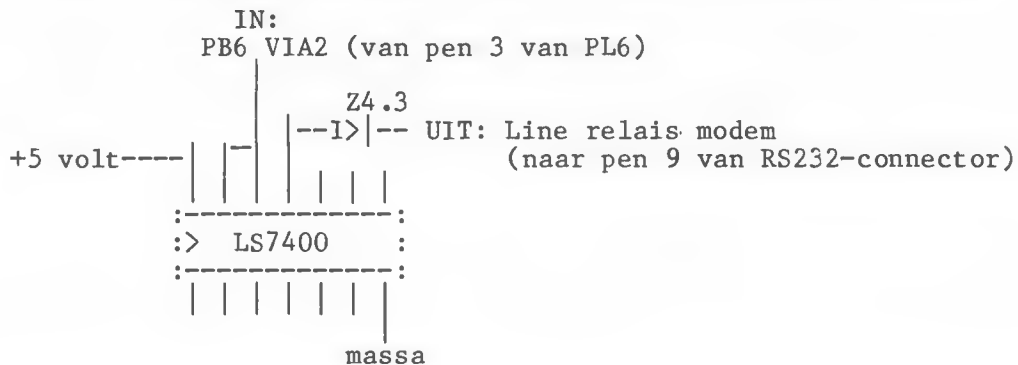 IN:
PB6 VIA2 (van pen 3 van PL6)
Z4.3
--I>|-- UIT: Line relais modem
+5 volt----
(naar pen 9 van RS232-connector)
:> LS7400 :
massa